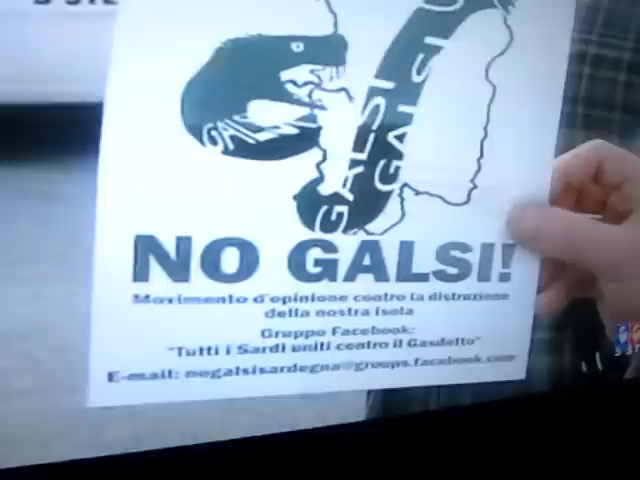 GALSI
GALSI
GALSI
NO GALSI!
Movimento d'opinione contro la distruzione
della nostra isola
Gruppo Facebook:
"Tutti i Sardi uniti contro il Gasdotto"
E-mail: nogalsisardegna@groups.facebook.com